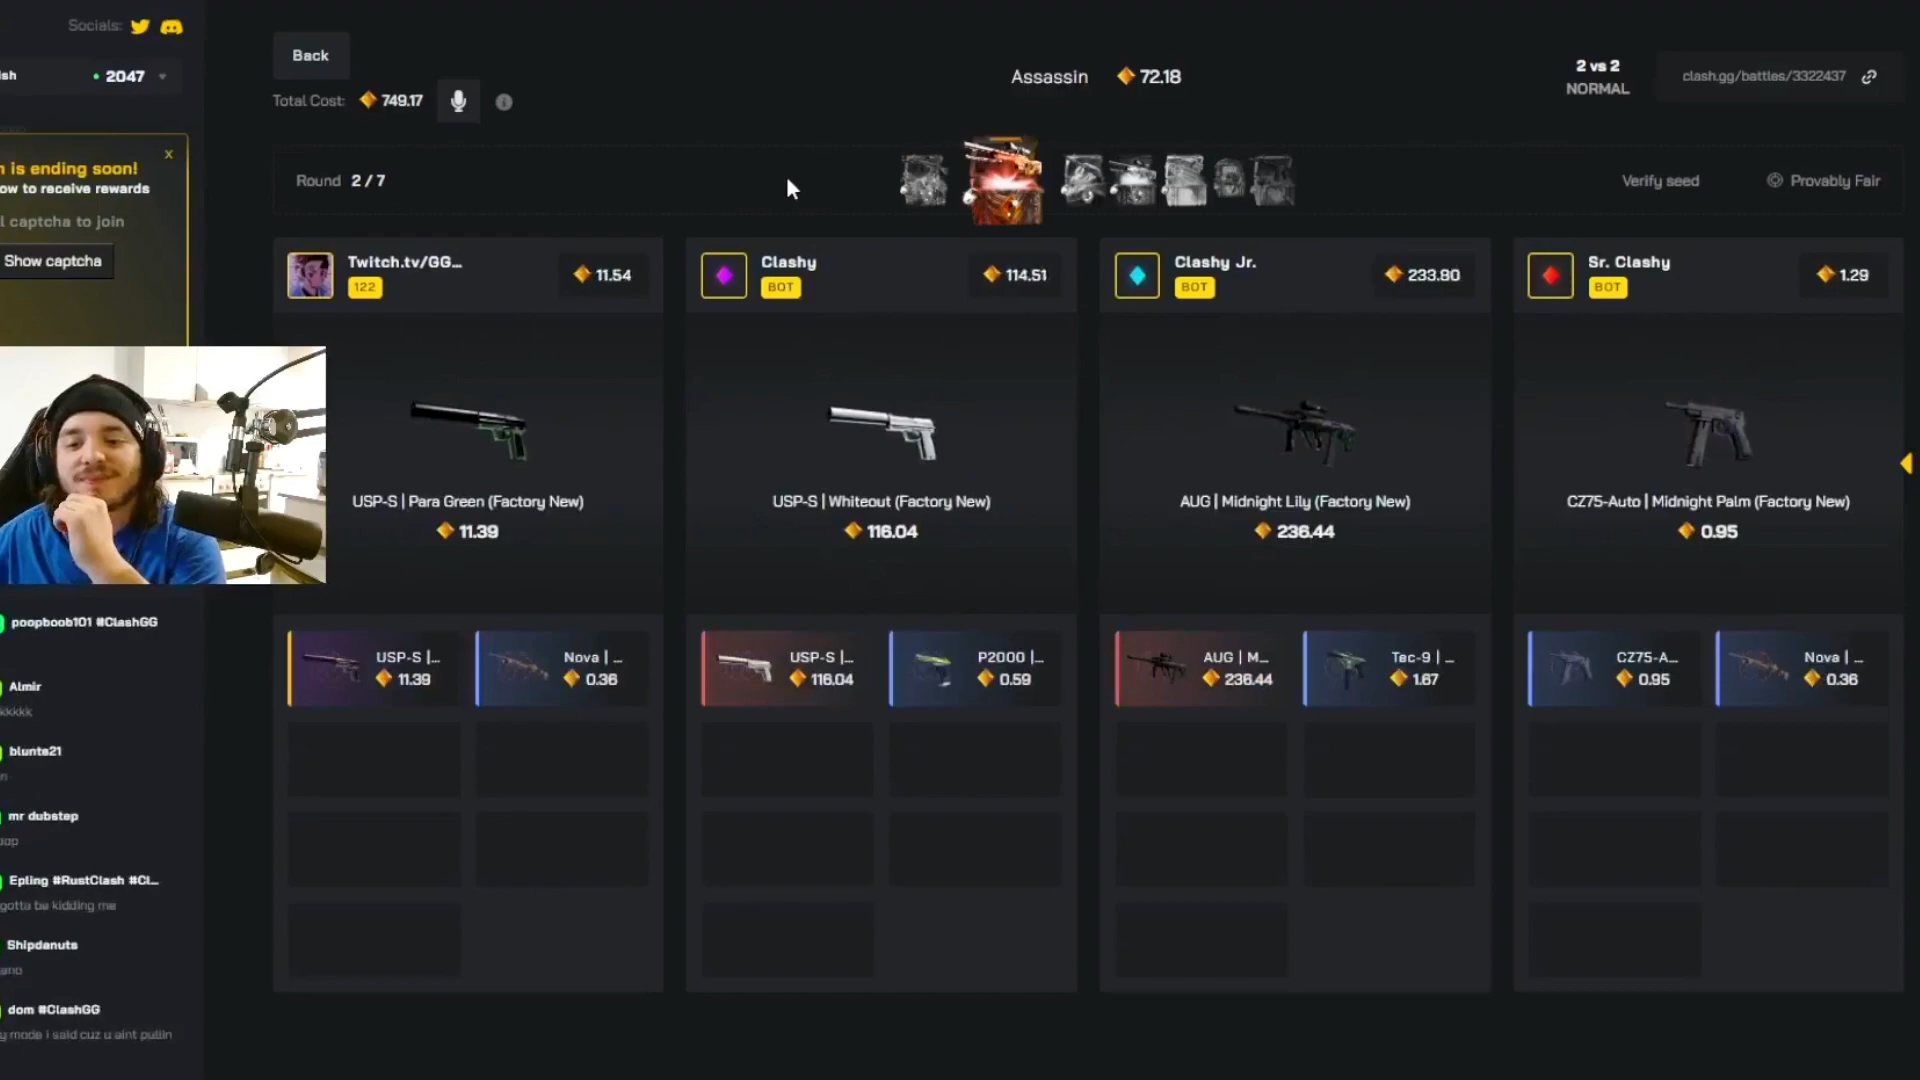 Socials:
ish
2047
Back
Total Cost: 749.17
Assassin 72.18
2 vs 2
NORMAL
clash.gg/battles/3322437
x
is ending soon!
ow to receive rewards
l captcha to join
Show captcha
Round 2 / 7
Verify seed
Provably Fair
Twitch.tv/GG...
122
11.54
Clashy
BOT
114.51
Clashy Jr.
BOT
233.80
Sr. Clashy
BOT
1.29
USP-S | Para Green (Factory New)
11.39
USP-S | Whiteout (Factory New)
116.04
AUG | Midnight Lily (Factory New)
236.44
CZ75-Auto | Midnight Palm (Factory New)
0.95
USP-S |...
11.39
Nova | ...
0.36
USP-S |...
116.04
P2000 |...
0.59
AUG | M...
236.44
Tec-9 | ...
1.67
CZ75-A...
0.95
Nova | ...
0.36
poopboob101 #ClashGG
Almir
kkkkk
blunts21
mr dubstep
Epling #RustClash #CL...
gotta be kidding me
Shipdanuts
dom #ClashGG
y mode i said cuz u aint pullin